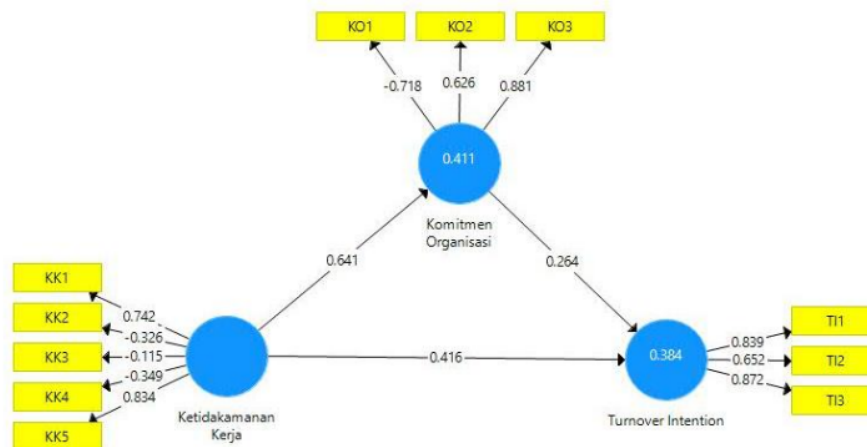 KO1 KO2 KO3
-0.718 0.626 0.881
0.411
Komitmen
Organisasi
0.641 0.264
KK1
KK2
KK3
KK4
KK5
0.742
-0.326
-0.115
-0.349
0.834
Ketidakamanan
Kerja
0.416
0.384
Turnover Intention
0.839
0.652
0.872
TI1
TI2
TI3